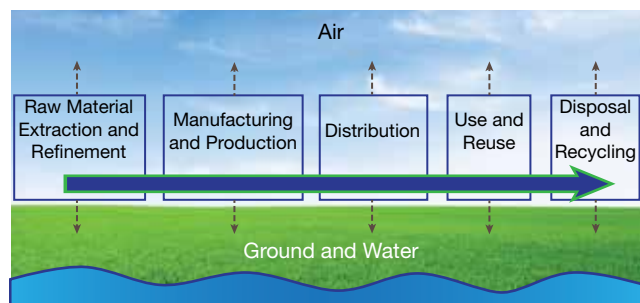 Air
Raw Material
Extraction and
Refinement
Manufacturing
and Production
Distribution
Use and
Reuse
Disposal
and
Recycling
Ground and Water